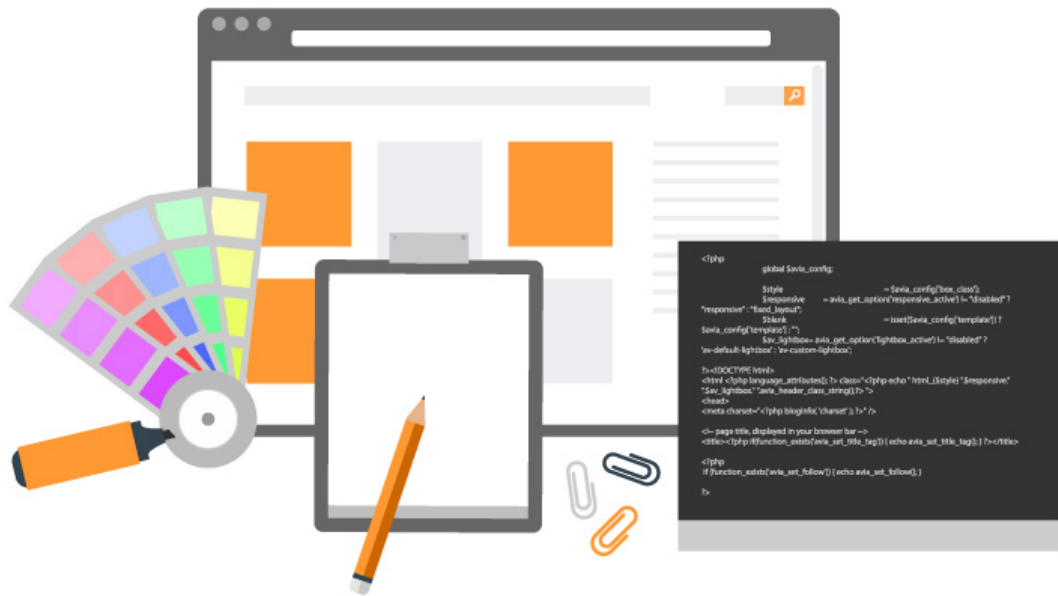 <?php
global $avia_config;
$style = $avia_config['box_class'];
$responsive = avia_get_option('responsive_active') != "disabled" ?
"responsive" : "fixed_layout";
$blank = isset($avia_config['template']) ?
$avia_config['template'] : "";
$av_lightbox= avia_get_option('lightbox_active') != "disabled" ?
'av-default-lightbox' : 'av-custom-lightbox';
?><!DOCTYPE html>
<html <?php language_attributes(); ?> class="<?php echo " html_{$style} ".$responsive."
".$av_lightbox." ".avia_header_class_string();?> ">
<head>
<meta charset="<?php bloginfo( 'charset' ); ?>" />
<!-- page title, displayed in your browser bar -->
<title><?php if(function_exists('avia_set_title_tag')) { echo avia_set_title_tag(); } ?></title>
<?php
if (function_exists('avia_set_follow')) { echo avia_set_follow(); }
?>